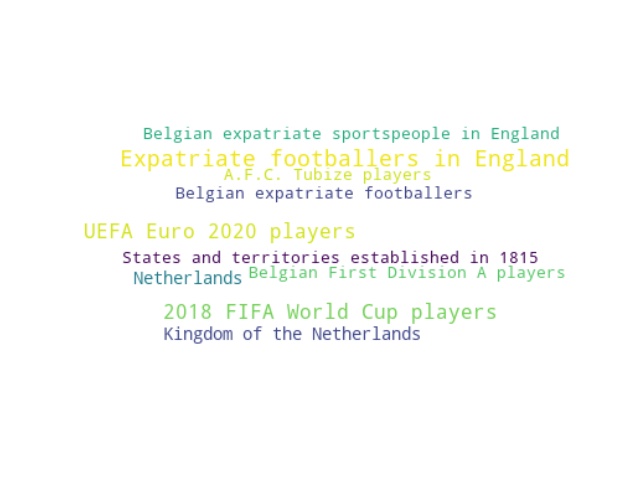 Belgian expatriate sportspeople in England
Expatriate footballers in England
A.F.C. Tubize players
Belgian expatriate footballers
UEFA Euro 2020 players
States and territories established in 1815
Netherlands
Belgian First Division A players
2018 FIFA World Cup players
Kingdom of the Netherlands